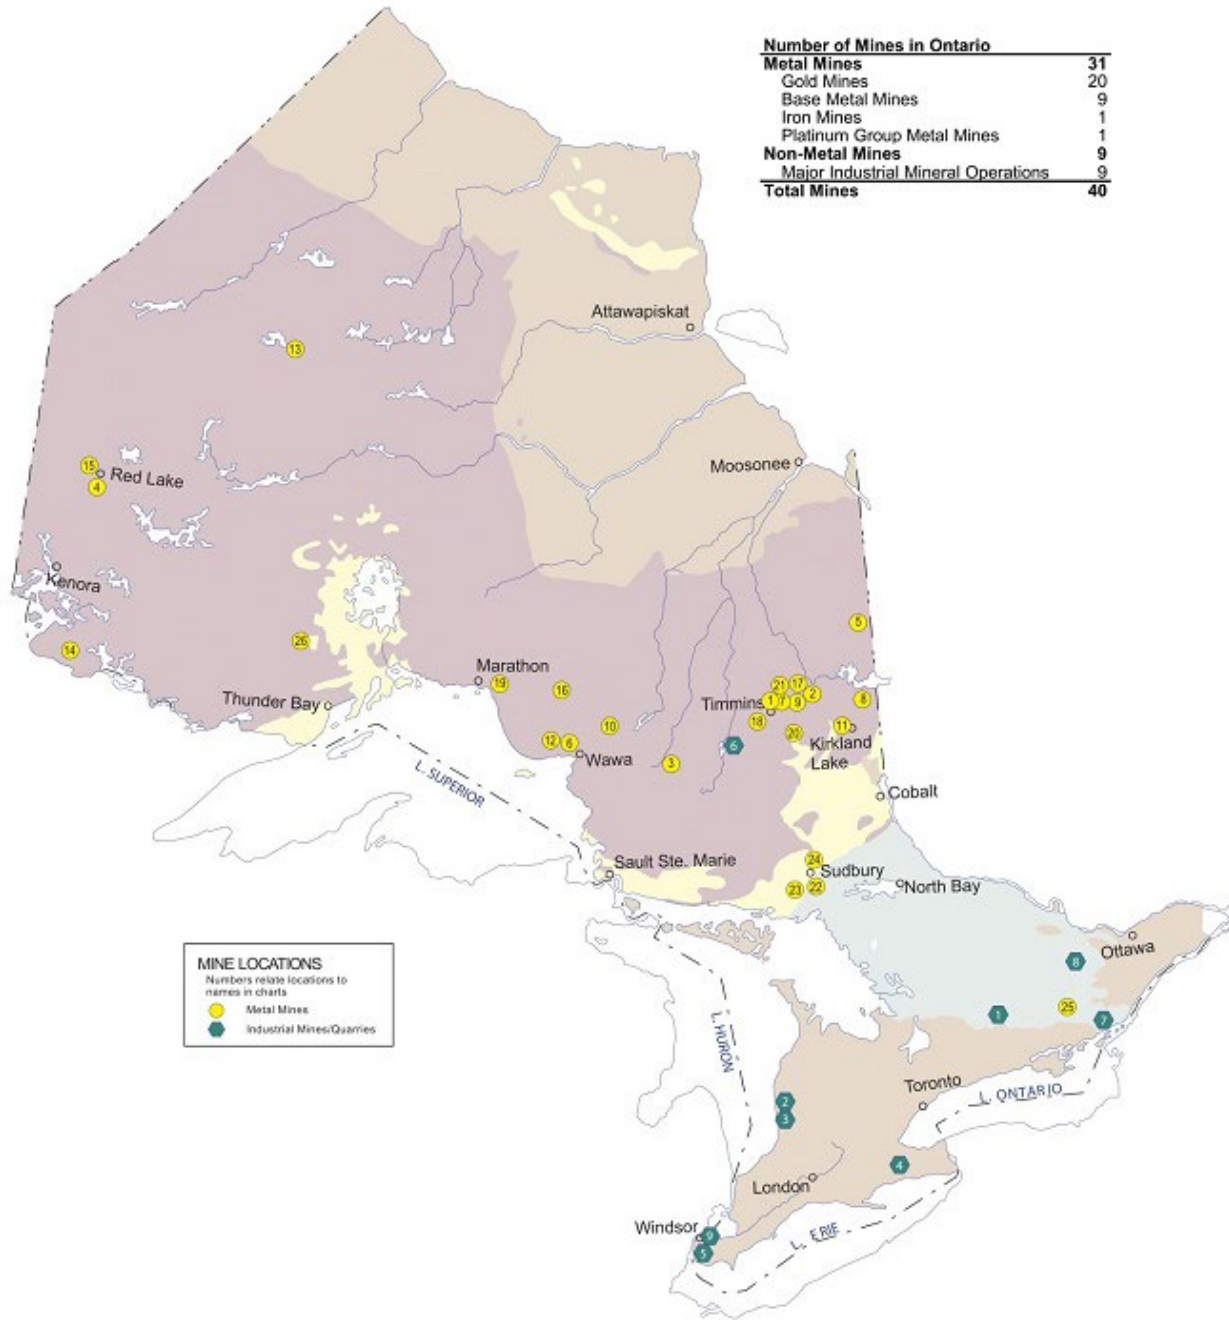 Number of Mines in Ontario
Metal Mines 31
Gold Mines 20
Base Metal Mines 9
Iron Mines 1
Platinum Group Metal Mines 1
Non-Metal Mines 9
Major Industrial Mineral Operations 9
Total Mines 40
Attawapiskat
13
Moosonee
15
Red Lake
4
Kenora
5
14
26
Marathon
19
16
21
17
2
8
Thunder Bay
Timmins
1
7
9
18
10
20
11
Kirkland
Lake
12
6
Wawa
6
3
L. SUPERIOR
Cobalt
Sault Ste. Marie
24
Sudbury
23
22
North Bay
Ottawa
8
MINE LOCATIONS
Numbers relate locations to
names in charts
Metal Mines
Industrial Mines/Quarries
25
1
7
L. HURON
Toronto
L. ONTARIO
2
3
4
London
Windsor
9
5
L. ERIE